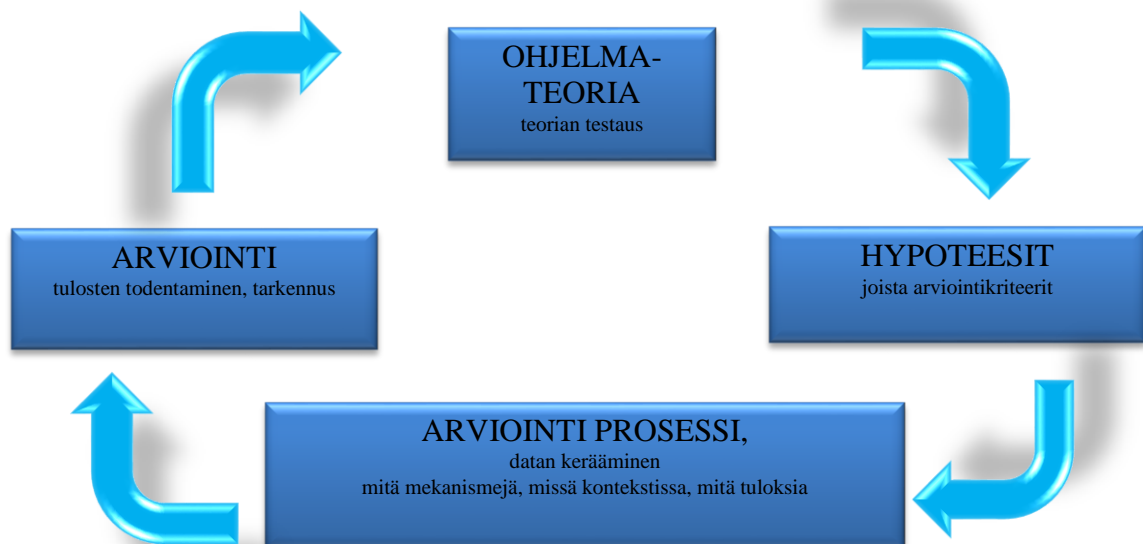 OHJELMA-
TEORIA
teorian testaus
ARVIOINTI
tulosten todentaminen, tarkennus
HYPOTEESIT
joista arviointikriteerit
ARVIOINTI PROSESSI,
datan kerääminen
mitä mekanismejä, missä kontekstissa, mitä tuloksia